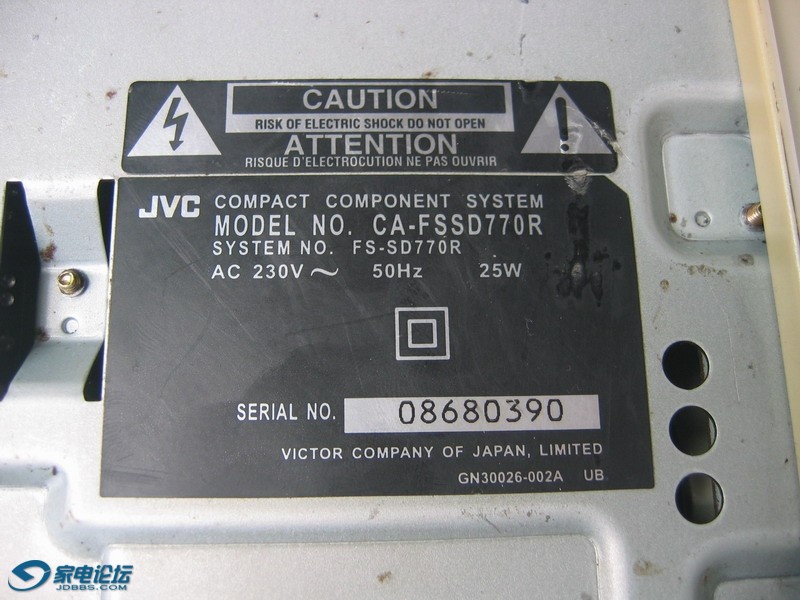 CAUTION
RISK OF ELECTRIC SHOCK DO NOT OPEN
ATTENTION
RISQUE D'ELECTROCUTION NE PAS OUVRIR
JVC COMPACT COMPONENT SYSTEM
MODEL NO. CA-FSSD770R
SYSTEM NO. FS-SD770R
AC 230V ~ 50Hz 25W
SERIAL NO. 08680390
VICTOR COMPANY OF JAPAN, LIMITED
GN30026-002A UB
家电论坛
JDBBS.COM